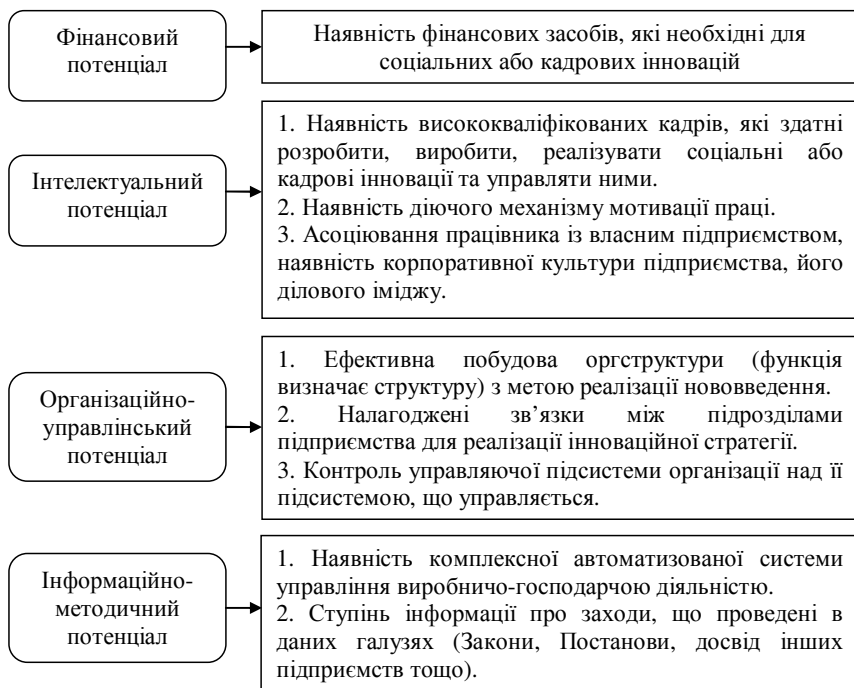 Фінансовий
потенціал
Наявність фінансових засобів, які необхідні для
соціальних або кадрових інновацій
Інтелектуальний
потенціал
1. Наявність висококваліфікованих кадрів, які здатні
розробити, виробити, реалізувати соціальні або
кадрові інновації та управляти ними.
2. Наявність діючого механізму мотивації праці.
3. Асоціювання працівника із власним підприємством,
наявність корпоративної культури підприємства, його
ділового іміджу.
Організаційно-
управлінський
потенціал
1. Ефективна побудова оргструктури (функція
визначає структуру) з метою реалізації нововведення.
2. Налагоджені зв’язки між підрозділами
підприємства для реалізації інноваційної стратегії.
3. Контроль управляючої підсистеми організації над її
підсистемою, що управляється.
Інформаційно-
методичний
потенціал
1. Наявність комплексної автоматизованої системи
управління виробничо-господарчою діяльністю.
2. Ступінь інформації про заходи, що проведені в
даних галузях (Закони, Постанови, досвід інших
підприємств тощо).